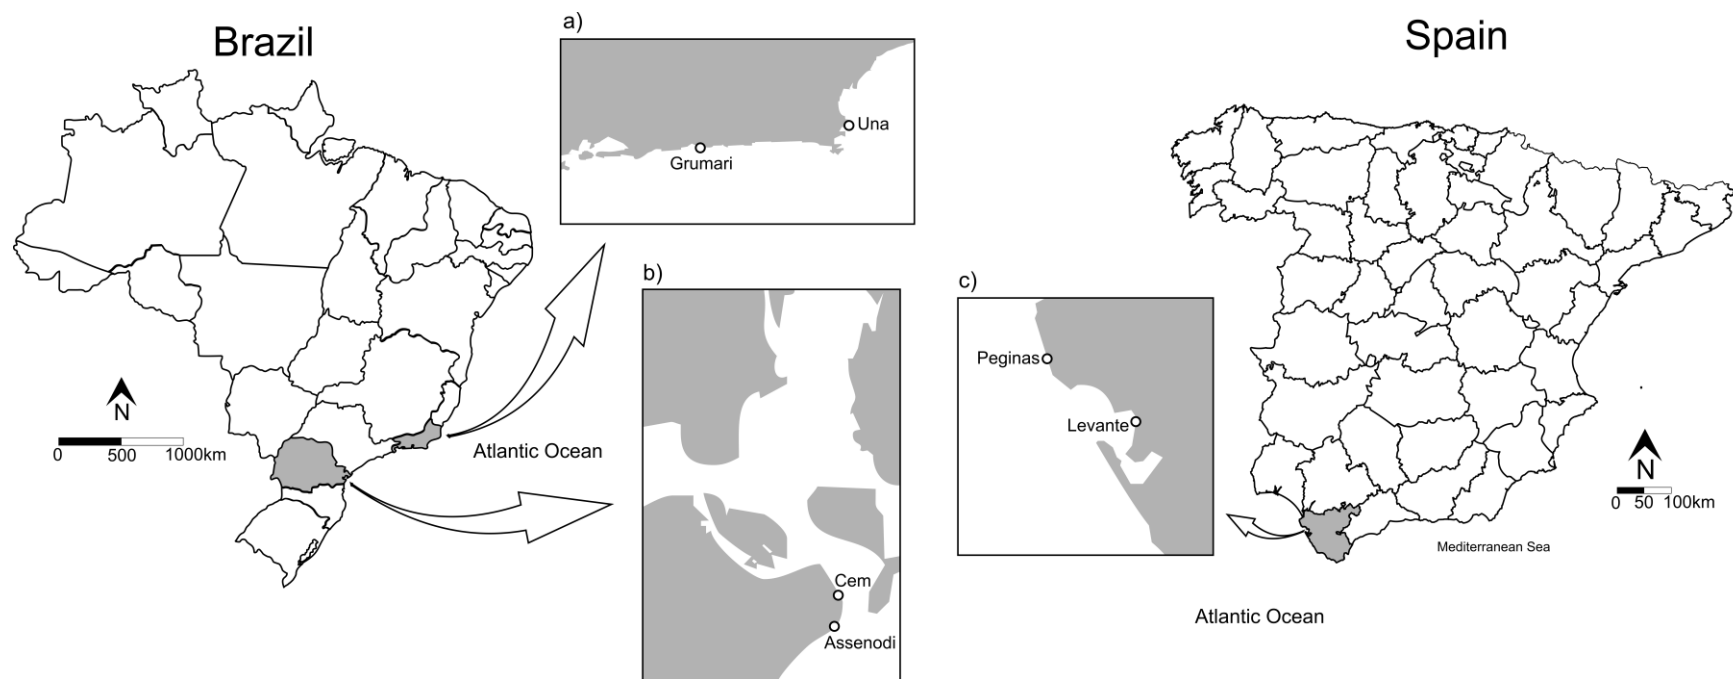 Brazil
a)
Spain
Una
Grumari
b)
c)
Peginas
Levante
N
0 500 1000km
Atlantic Ocean
N
0 50 100km
Mediterranean Sea
Cem
Assenodi
Atlantic Ocean